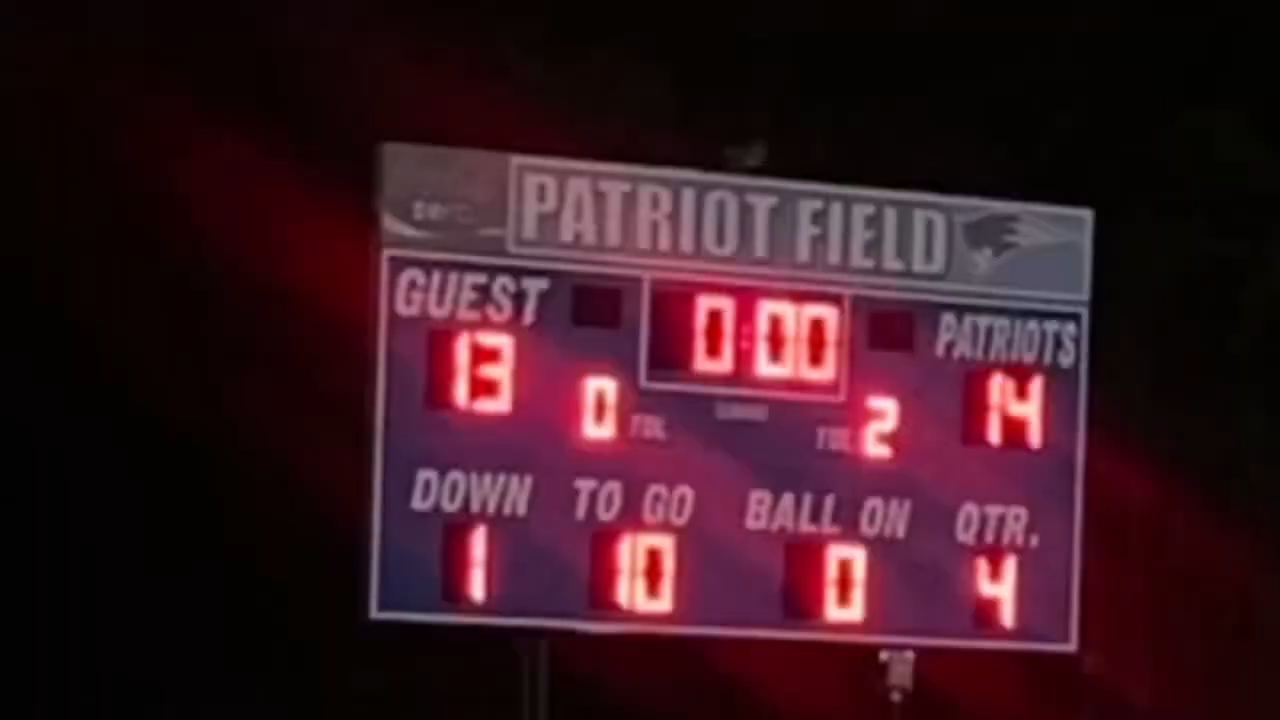 PATRIOT FIELD
GUEST 0:00 PATRIOTS
13 0 TOL TOL 2 14
DOWN TO GO BALL ON QTR.
1 10 0 4